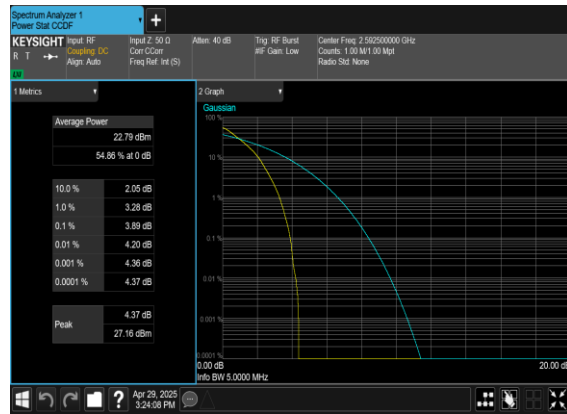 Spectrum Analyzer 1
Power Stat CCDF
KEYSIGHT
R T
Input: RF
Coupling: DC
Align: Auto
Input Z: 50 Ω
Corr CCorr
Freq Ref: Int (S)
Atten: 40 dB
Trig: RF Burst
#IF Gain: Low
Center Freq: 2.592500000 GHz
Counts: 1.00 M/1.00 Mpt
Radio Std: None
1 Metrics
Average Power
22.79 dBm
54.86 % at 0 dB
10.0 % 2.05 dB
1.0 % 3.28 dB
0.1 % 3.89 dB
0.01 % 4.20 dB
0.001 % 4.36 dB
0.0001 % 4.37 dB
Peak
4.37 dB
27.16 dBm
2 Graph
Gaussian
100 %
10 %
1 %
0.1 %
0.01 %
0.001 %
0.0001 %
0.00 dB
20.00 dB
Info BW 5.0000 MHz
?
Apr 29, 2025
3:24:08 PM